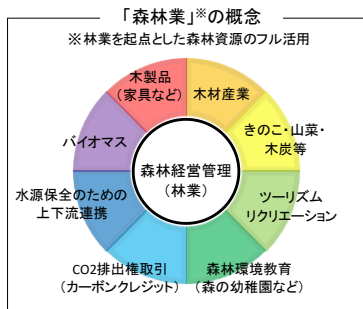 「森林業」※の概念
※林業を起点とした森林資源のフル活用
木製品
（家具など）
木材産業
きのこ・山菜・
木炭等
ツーリズム
リクリエーション
森林環境教育
（森の幼稚園など）
CO2排出権取引
（カーボンクレジット）
水源保全のための
上下流連携
バイオマス
森林経営管理
（林業）